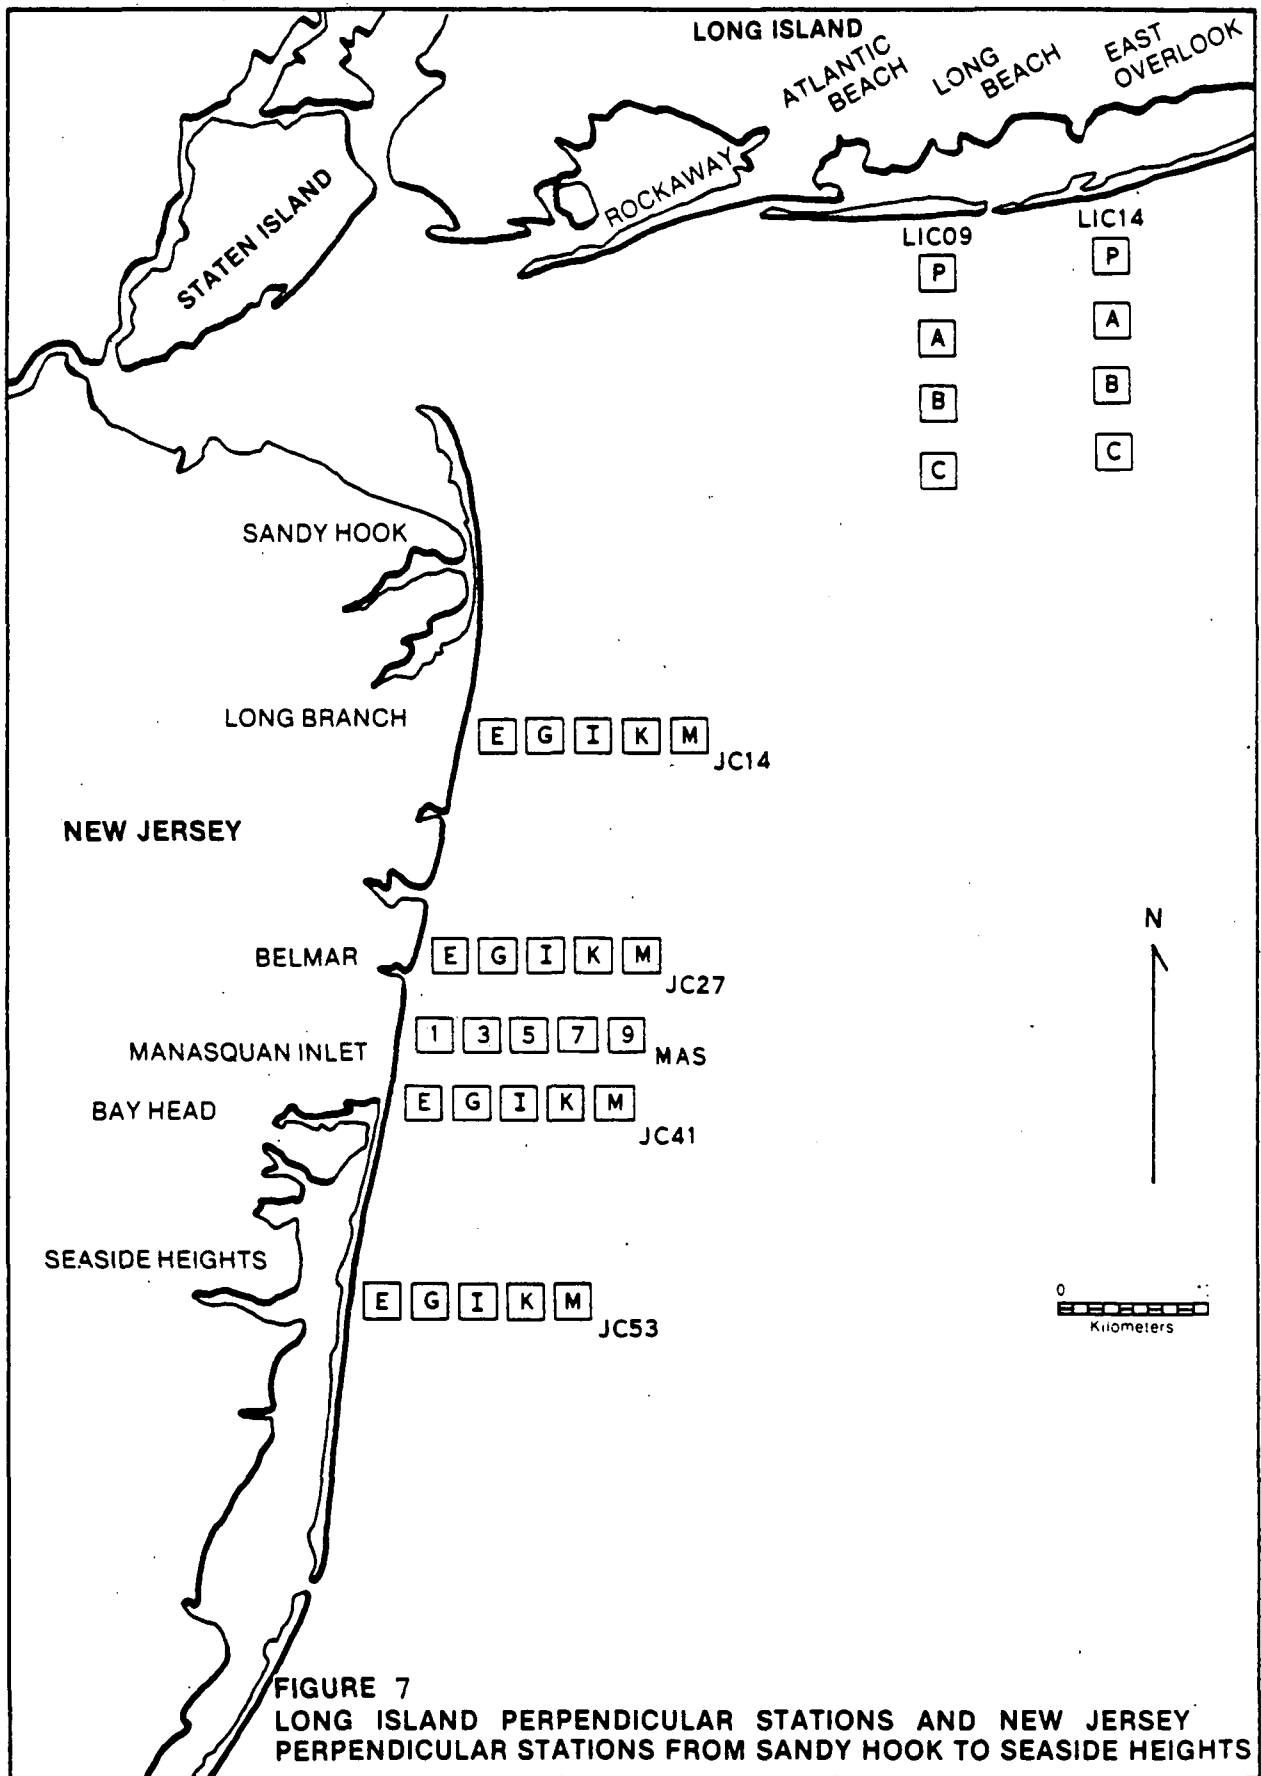 LONG ISLAND
ATLANTIC
BEACH
LONG
BEACH
EAST
OVERLOOK
STATEN ISLAND
ROCKAWAY
LIC09
P
A
B
C
LIC14
P
A
B
C
SANDY HOOK
LONG BRANCH
E G I K M
JC14
NEW JERSEY
BELMAR
E G I K M
JC27
MANASQUAN INLET
1 3 5 7 9
MAS
BAY HEAD
E G I K M
JC41
SEASIDE HEIGHTS
E G I K M
JC53
N
0
Kilometers
FIGURE 7
LONG ISLAND PERPENDICULAR STATIONS AND NEW JERSEY
PERPENDICULAR STATIONS FROM SANDY HOOK TO SEASIDE HEIGHTS